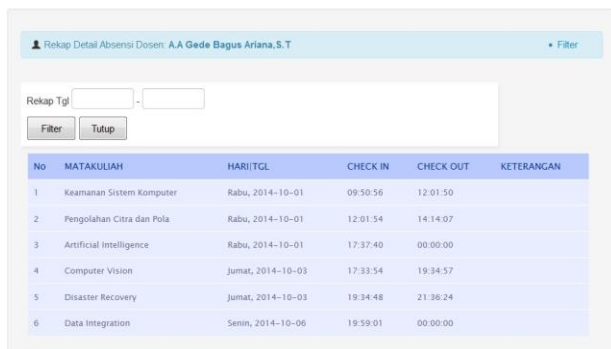 Rekap Detail Absensi Dosen: A.A Gede Bagus Ariana,S.T • Filter
Rekap Tgl -
Filter Tutup
No MATAKULIAH HARI|TGL CHECK IN CHECK OUT KETERANGAN
1 Keamanan Sistem Komputer Rabu, 2014-10-01 09:50:56 12:01:50
2 Pengolahan Citra dan Pola Rabu, 2014-10-01 12:01:54 14:14:07
3 Artificial Intelligence Rabu, 2014-10-01 17:37:40 00:00:00
4 Computer Vision Jumat, 2014-10-03 17:33:54 19:34:57
5 Disaster Recovery Jumat, 2014-10-03 19:34:48 21:36:24
6 Data Integration Senin, 2014-10-06 19:59:01 00:00:00